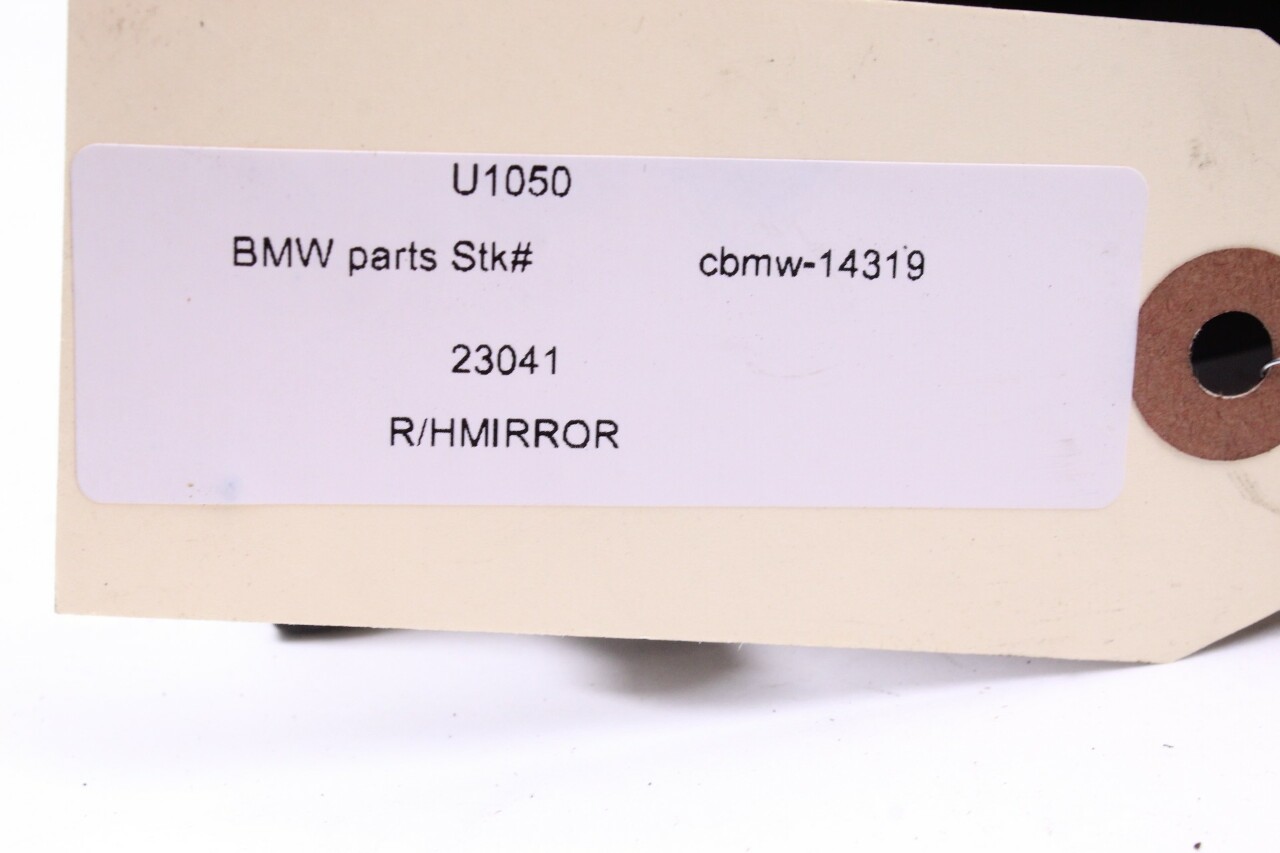 U1050
BMW parts Stk# cbmw-14319
23041
R/HMIRROR